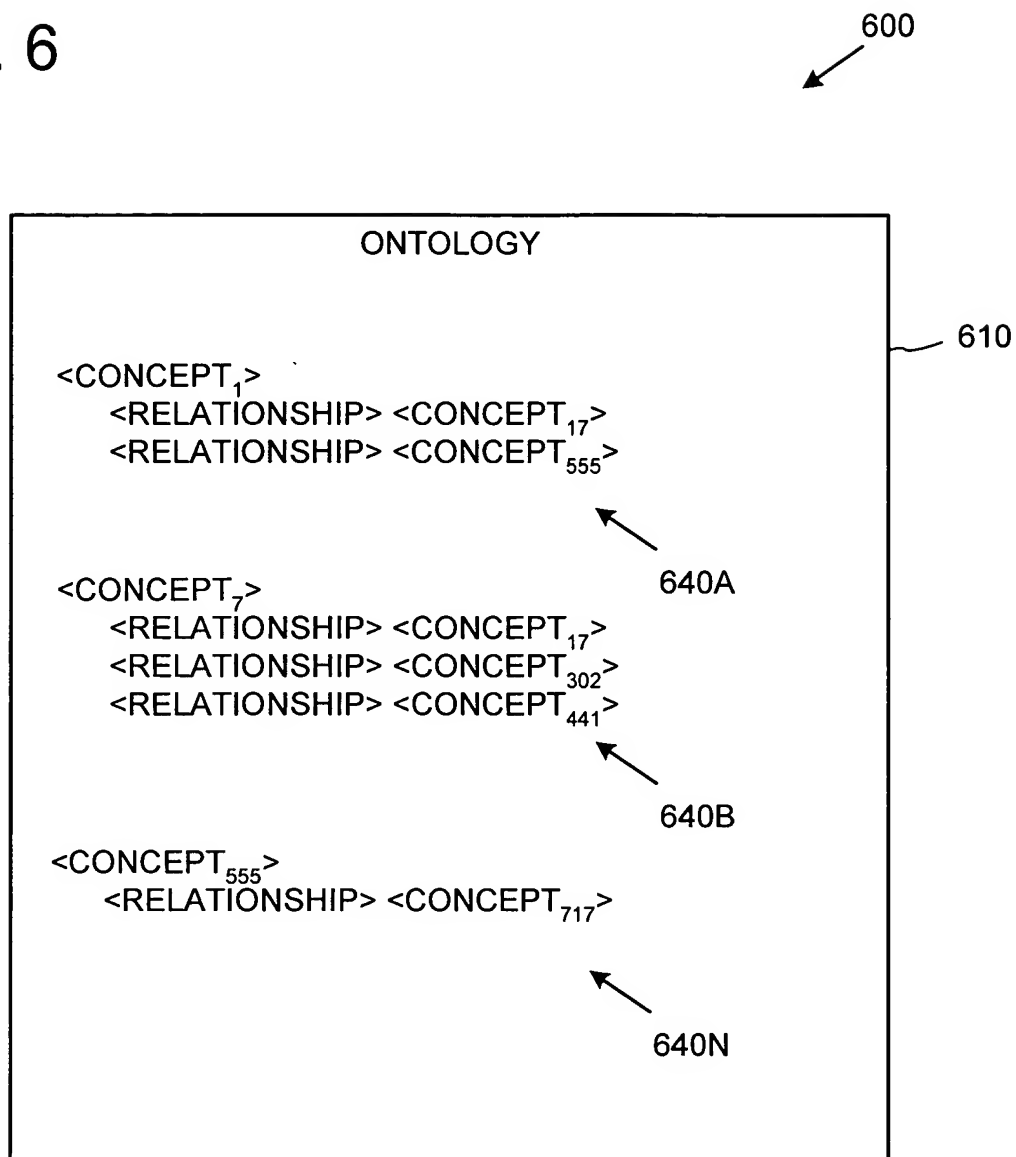 . 6
600
ONTOLOGY
610
<CONCEPT₁>
<RELATIONSHIP> <CONCEPT₁₇>
<RELATIONSHIP> <CONCEPT₅₅₅>
640A
<CONCEPT₇>
<RELATIONSHIP> <CONCEPT₁₇>
<RELATIONSHIP> <CONCEPT₃₀₂>
<RELATIONSHIP> <CONCEPT₄₄₁>
640B
<CONCEPT₅₅₅>
<RELATIONSHIP> <CONCEPT₇₁₇>
640N